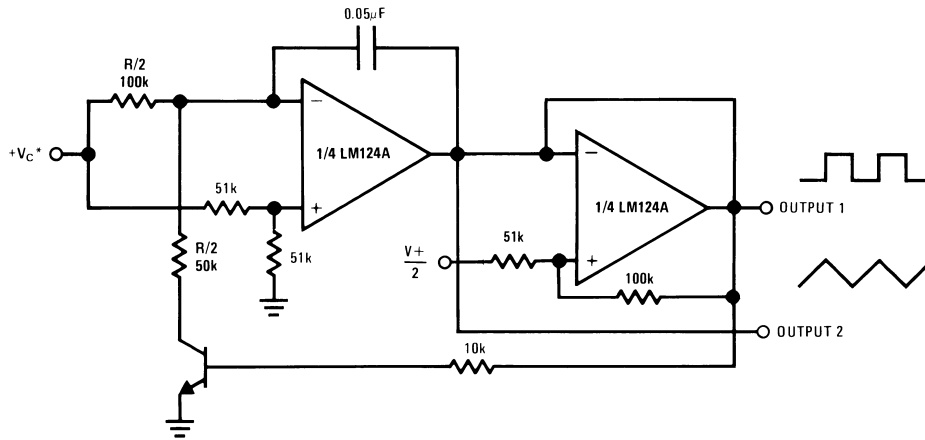 0.05µF
R/2
100k
+VC*
1/4 LM124A
51k
51k
R/2
50k
1/4 LM124A
OUTPUT 1
V+
2
51k
100k
OUTPUT 2
10k